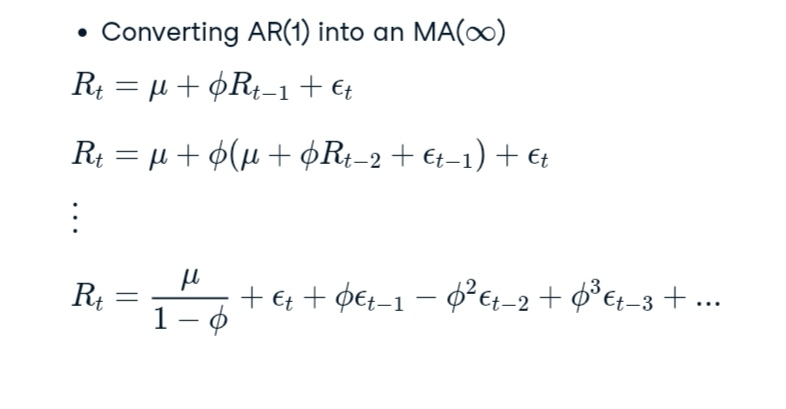 • Converting AR(1) into an MA(∞)
Rₜ = μ + ϕRₜ₋₁ + ϵₜ
Rₜ = μ + ϕ(μ + ϕRₜ₋₂ + ϵₜ₋₁) + ϵₜ
⋮
Rₜ = μ/(1 − ϕ) + ϵₜ + ϕϵₜ₋₁ − ϕ²ϵₜ₋₂ + ϕ³ϵₜ₋₃ + ...